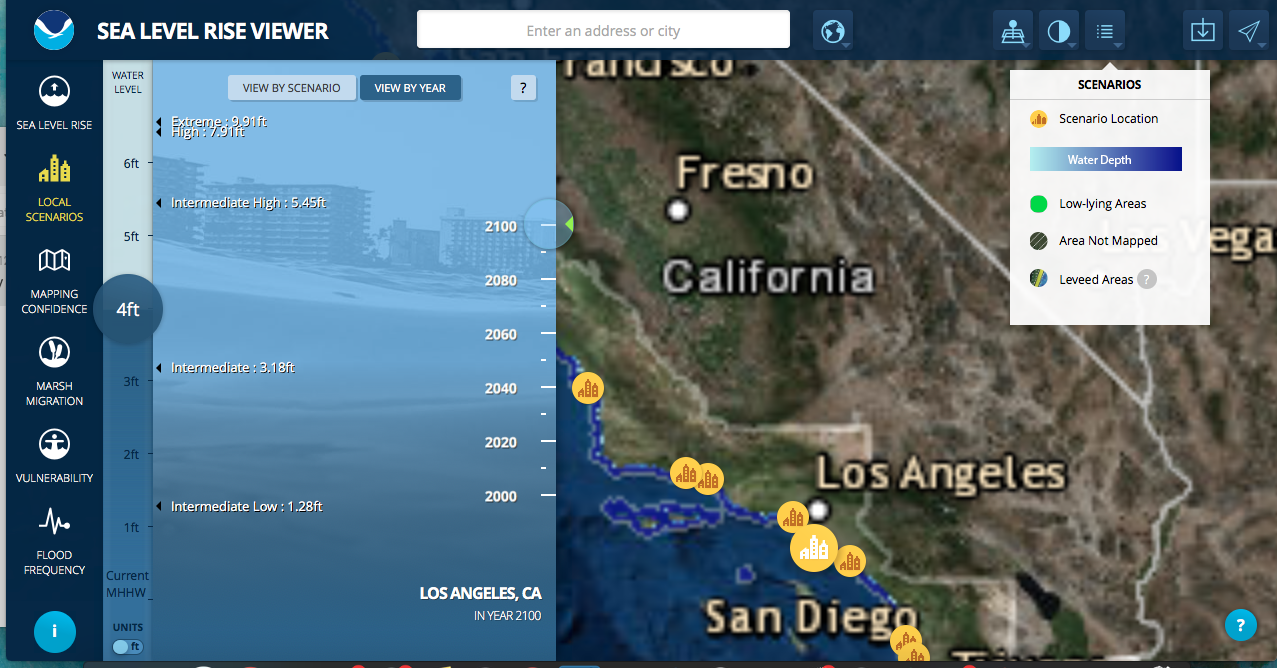 SEA LEVEL RISE VIEWER
Enter an address or city
SEA LEVEL RISE
LOCAL
SCENARIOS
MAPPING
CONFIDENCE
MARSH
MIGRATION
VULNERABILITY
FLOOD
FREQUENCY
i
WATER
LEVEL
6ft
5ft
4ft
3ft
2ft
1ft
Current
MHHW
UNITS
ft
VIEW BY SCENARIO
VIEW BY YEAR
?
Extreme : 9.91ft
High : 7.91ft
Intermediate High : 5.45ft
Intermediate : 3.18ft
Intermediate Low : 1.28ft
2100
2080
2060
2040
2020
2000
LOS ANGELES, CA
IN YEAR 2100
Fresno
California
Los Angeles
San Diego
SCENARIOS
Scenario Location
Water Depth
Low-lying Areas
Area Not Mapped
Leveed Areas ?
?